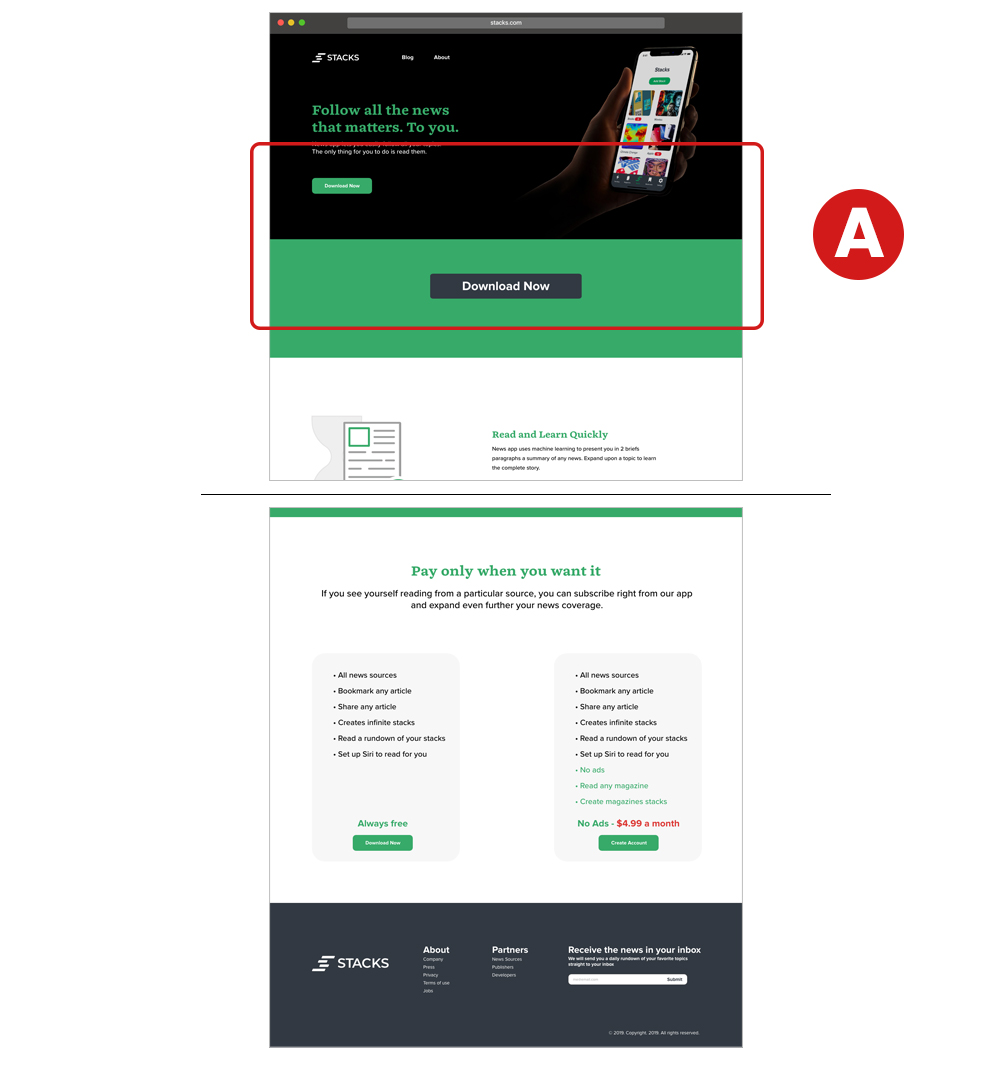 stacks.com
STACKS
Blog
About
Follow all the news
that matters. To you.
The only thing for you to do is read them.
Download Now
Stacks
A
Download Now
Read and Learn Quickly
News app uses machine learning to present you in 2 briefs
paragraphs a summary of any news. Expand upon a topic to learn
the complete story.
Pay only when you want it
If you see yourself reading from a particular source, you can subscribe right from our app
and expand even further your news coverage.
• All news sources
• Bookmark any article
• Share any article
• Creates infinite stacks
• Read a rundown of your stacks
• Set up Siri to read for you
Always free
Download Now
• All news sources
• Bookmark any article
• Share any article
• Creates infinite stacks
• Read a rundown of your stacks
• Set up Siri to read for you
• No ads
• Read any magazine
• Create magazines stacks
No Ads - $4.99 a month
Create Account
STACKS
About
Company
Press
Privacy
Terms of use
Jobs
Partners
News Sources
Publishers
Developers
Receive the news in your inbox
We will send you a daily rundown of your favorite topics
straight to your inbox
Submit
© 2019. Copyright. 2019. All rights reserved.